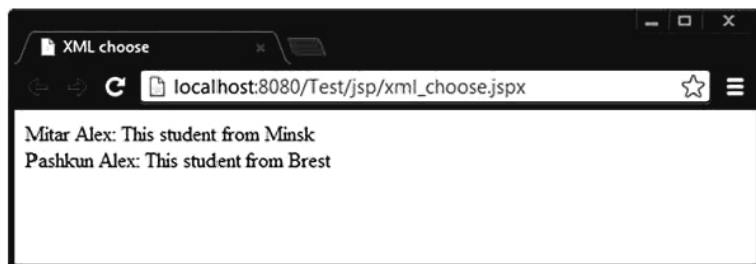 XML choose
localhost:8080/Test/jsp/xml_choose.jspx
Mitar Alex: This student from Minsk
Pashkun Alex: This student from Brest